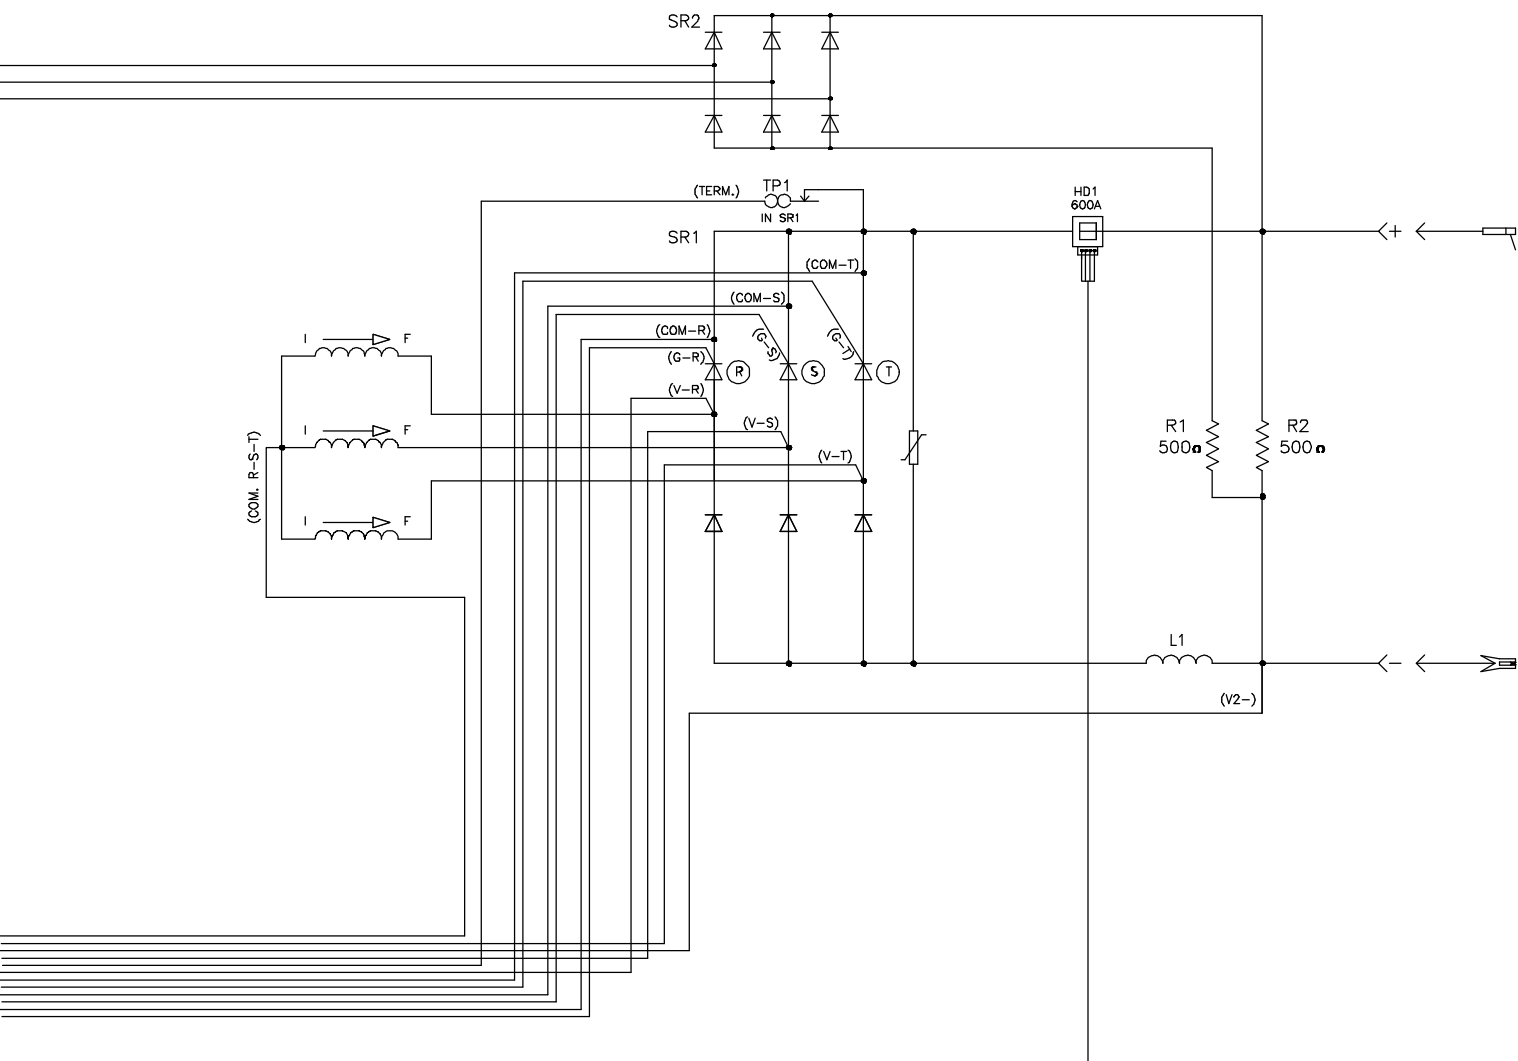 SR2
(TERM.)
TP1
IN SR1
HD1
600A
SR1
+
(COM-T)
(COM-S)
(COM-R)
(G-S)
(G-T)
(G-R)
R
S
T
(V-R)
(V-S)
(V-T)
I F
I F
I F
(COM. R-S-T)
R1
500Ω
R2
500Ω
L1
-
(V2-)